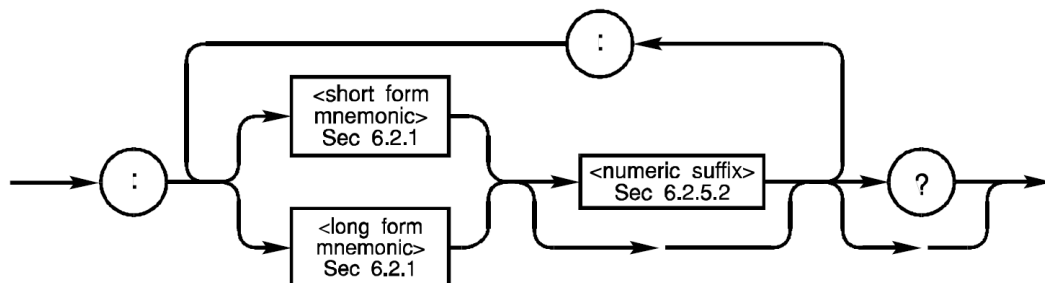 :
<short form
mnemonic>
Sec 6.2.1
:
<numeric suffix>
Sec 6.2.5.2
?
<long form
mnemonic>
Sec 6.2.1